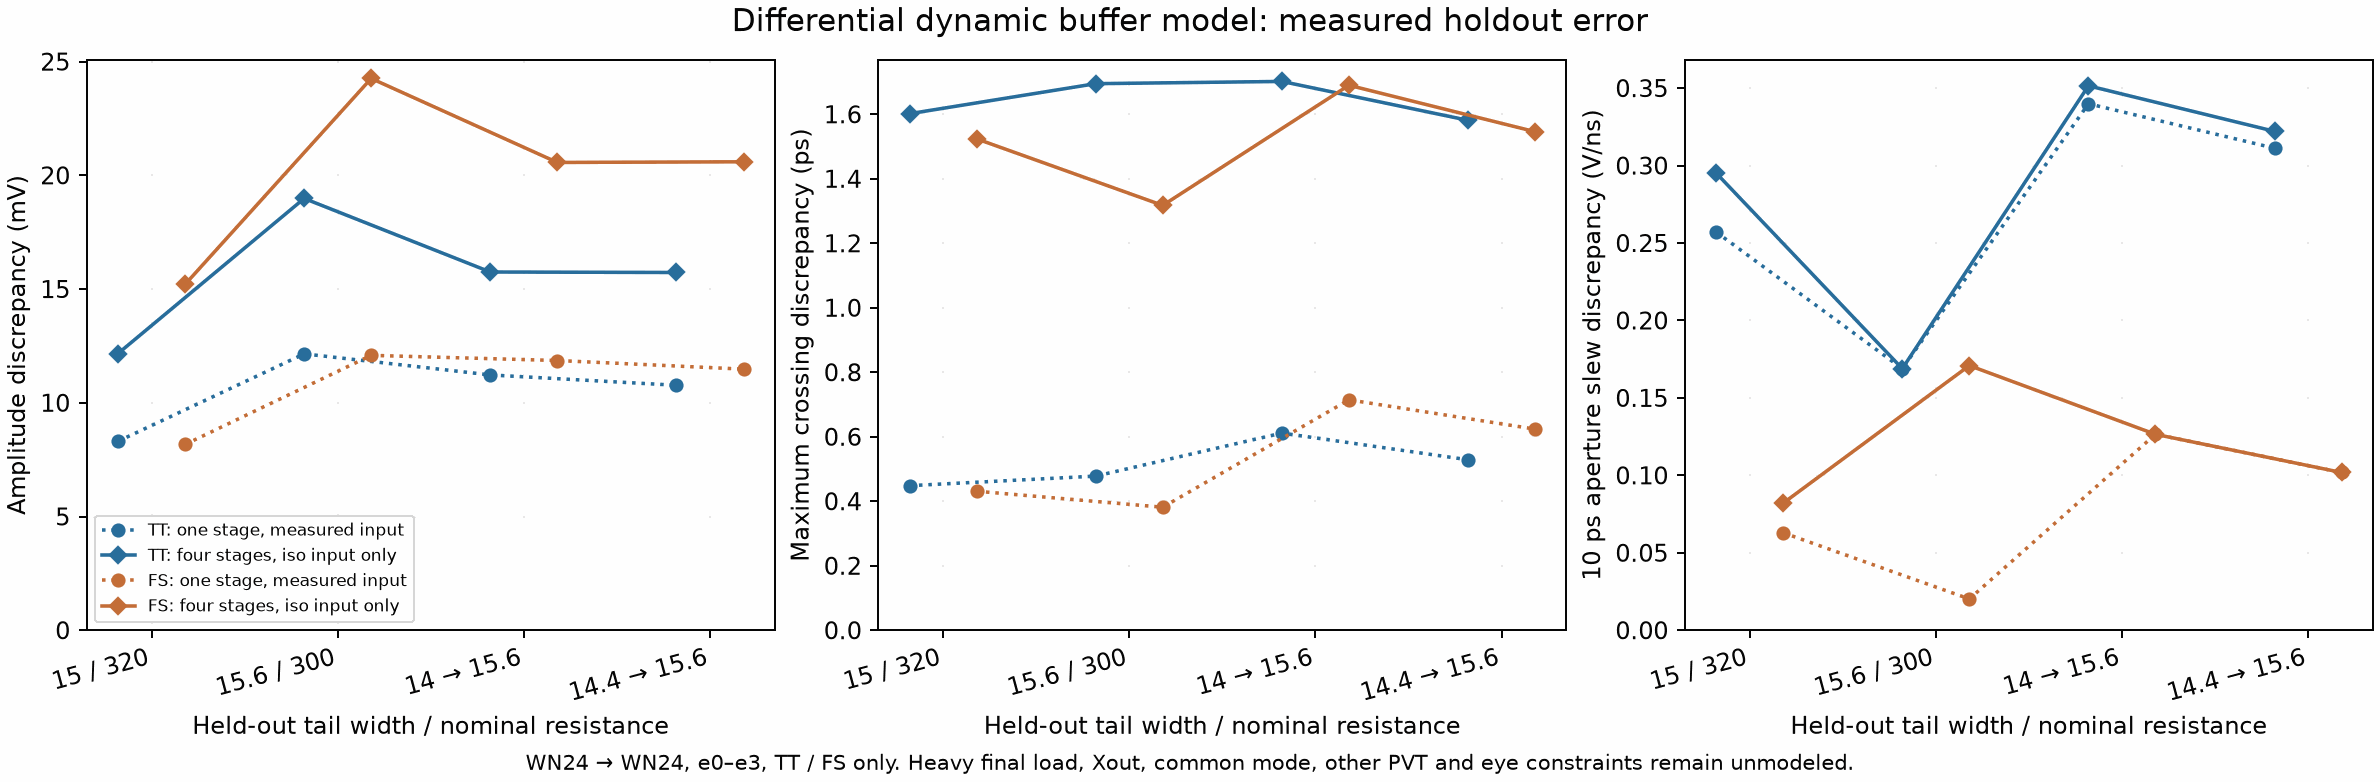 Differential dynamic buffer model: measured holdout error
Amplitude discrepancy (mV)
25
20
15
10
5
0
TT: one stage, measured input
TT: four stages, iso input only
FS: one stage, measured input
FS: four stages, iso input only
15 / 320
15.6 / 300
14 → 15.6
14.4 → 15.6
Held-out tail width / nominal resistance
Maximum crossing discrepancy (ps)
1.6
1.4
1.2
1.0
0.8
0.6
0.4
0.2
0.0
15 / 320
15.6 / 300
14 → 15.6
14.4 → 15.6
Held-out tail width / nominal resistance
10 ps aperture slew discrepancy (V/ns)
0.35
0.30
0.25
0.20
0.15
0.10
0.05
0.00
15 / 320
15.6 / 300
14 → 15.6
14.4 → 15.6
Held-out tail width / nominal resistance
WN24 → WN24, e0–e3, TT / FS only. Heavy final load, Xout, common mode, other PVT and eye constraints remain unmodeled.